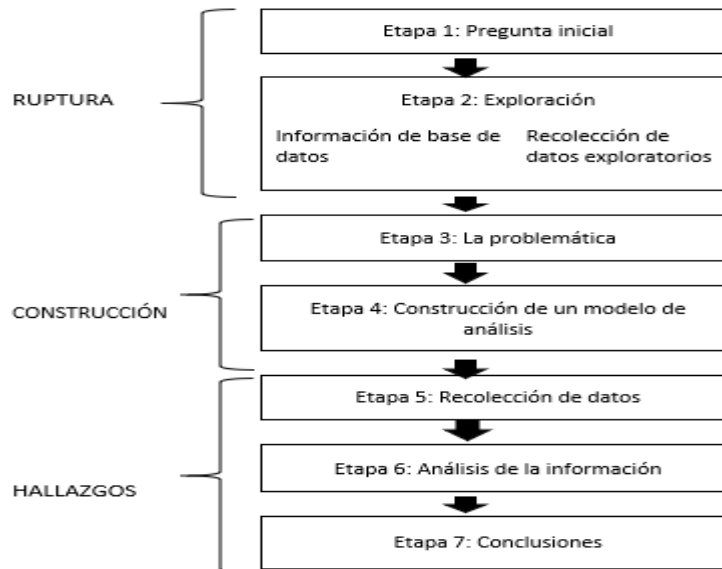 Etapa 1: Pregunta inicial
RUPTURA
Etapa 2: Exploración
Información de base de
datos
Recolección de
datos exploratorios
Etapa 3: La problemática
CONSTRUCCIÓN
Etapa 4: Construcción de un modelo de
análisis
Etapa 5: Recolección de datos
Etapa 6: Análisis de la información
HALLAZGOS
Etapa 7: Conclusiones